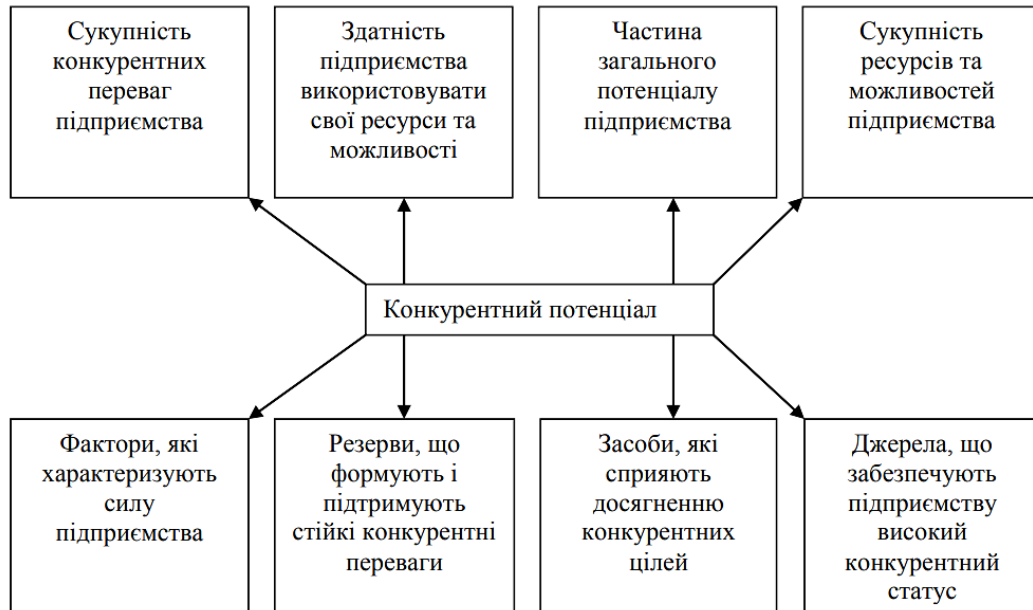 Сукупність
конкурентних
переваг
підприємства
Здатність
підприємства
використовувати
свої ресурси та
можливості
Частина
загального
потенціалу
підприємства
Сукупність
ресурсів та
можливостей
підприємства
Конкурентний потенціал
Фактори, які
характеризують
силу
підприємства
Резерви, що
формують і
підтримують
стійкі конкурентні
переваги
Засоби, які
сприяють
досягненню
конкурентних
цілей
Джерела, що
забезпечують
підприємству
високий
конкурентний
статус